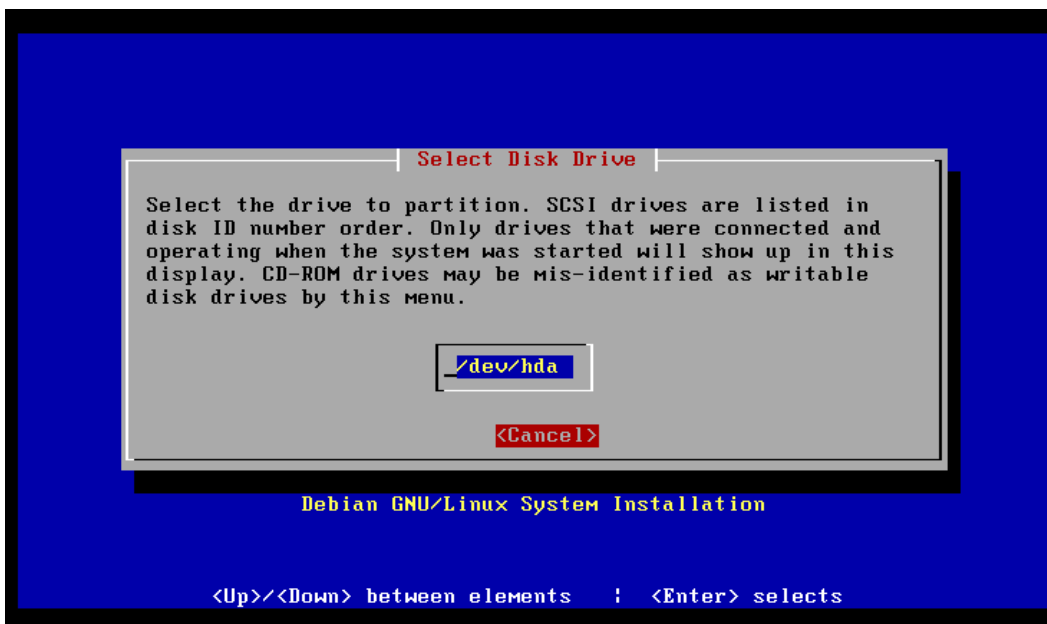 Select Disk Drive
Select the drive to partition. SCSI drives are listed in
disk ID number order. Only drives that were connected and
operating when the system was started will show up in this
display. CD-ROM drives may be mis-identified as writable
disk drives by this menu.
/dev/hda
<Cancel>
Debian GNU/Linux System Installation
<Up>/<Down> between elements ¦ <Enter> selects